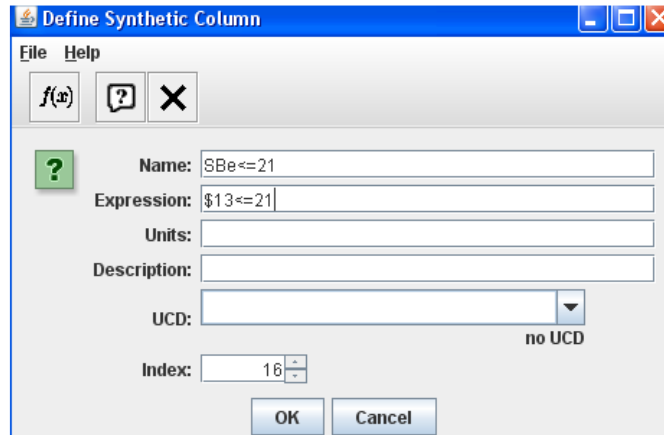 Define Synthetic Column
File Help
f(x)
Name: SBe<=21
Expression: $13<=21
Units:
Description:
UCD:
no UCD
Index: 16
OK Cancel